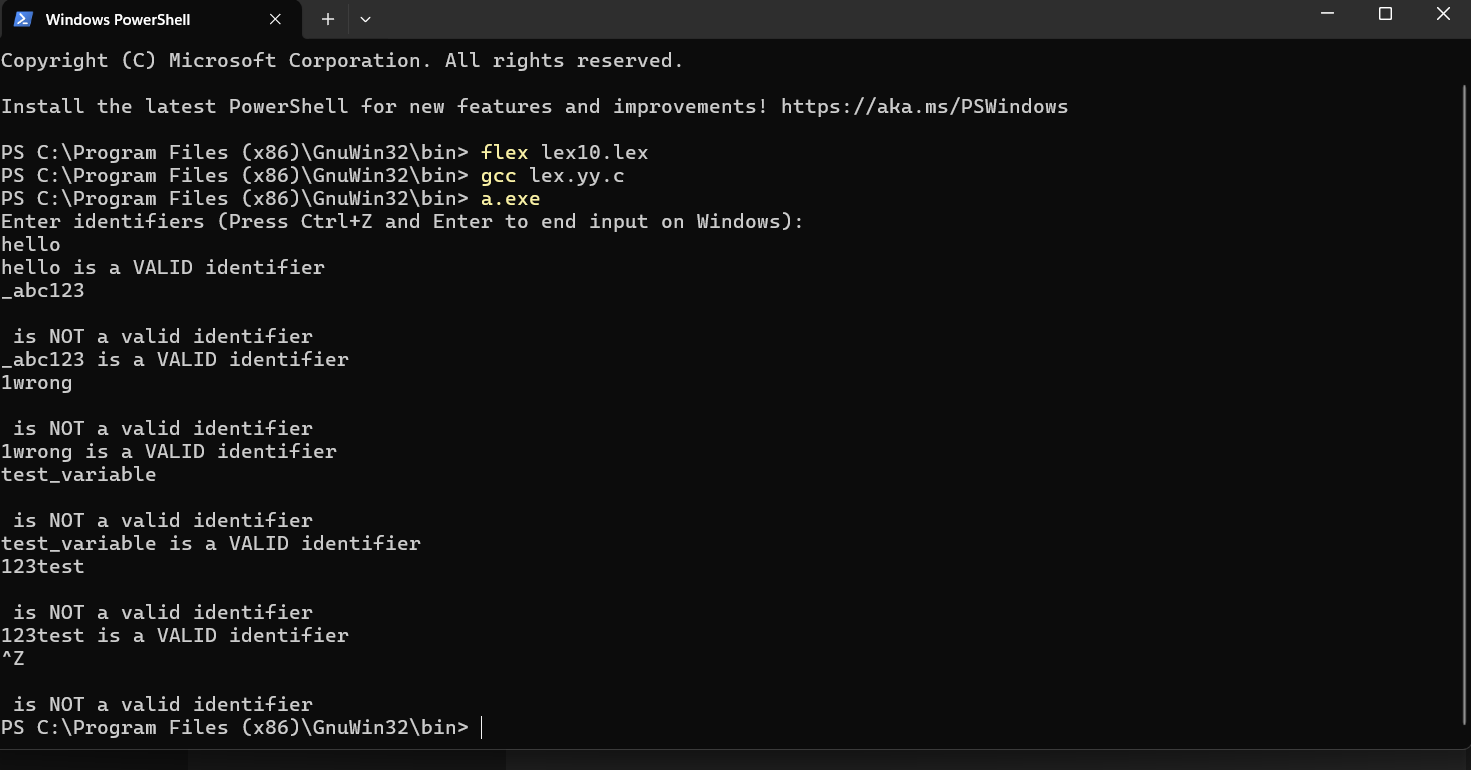 Windows PowerShell
Copyright (C) Microsoft Corporation. All rights reserved.
Install the latest PowerShell for new features and improvements! https://aka.ms/PSWindows
PS C:\Program Files (x86)\GnuWin32\bin> flex lex10.lex
PS C:\Program Files (x86)\GnuWin32\bin> gcc lex.yy.c
PS C:\Program Files (x86)\GnuWin32\bin> a.exe
Enter identifiers (Press Ctrl+Z and Enter to end input on Windows):
hello
hello is a VALID identifier
_abc123
 is NOT a valid identifier
_abc123 is a VALID identifier
1wrong
 is NOT a valid identifier
1wrong is a VALID identifier
test_variable
 is NOT a valid identifier
test_variable is a VALID identifier
123test
 is NOT a valid identifier
123test is a VALID identifier
^Z
 is NOT a valid identifier
PS C:\Program Files (x86)\GnuWin32\bin>